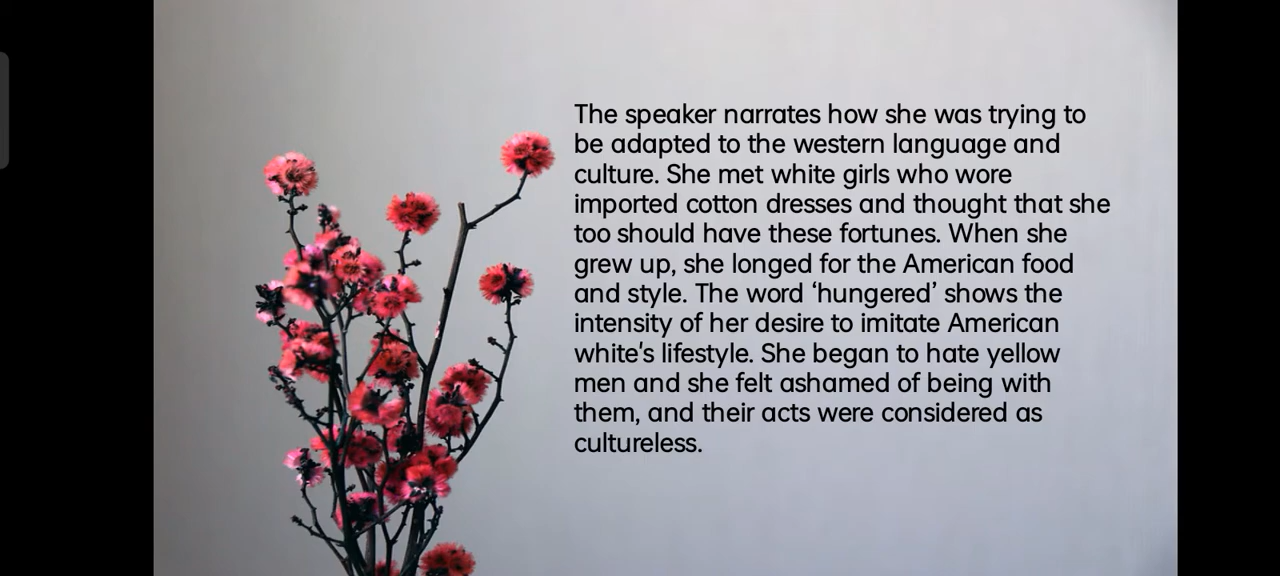 The speaker narrates how she was trying to
be adapted to the western language and
culture. She met white girls who wore
imported cotton dresses and thought that she
too should have these fortunes. When she
grew up, she longed for the American food
and style. The word ‘hungered’ shows the
intensity of her desire to imitate American
white's lifestyle. She began to hate yellow
men and she felt ashamed of being with
them, and their acts were considered as
cultureless.